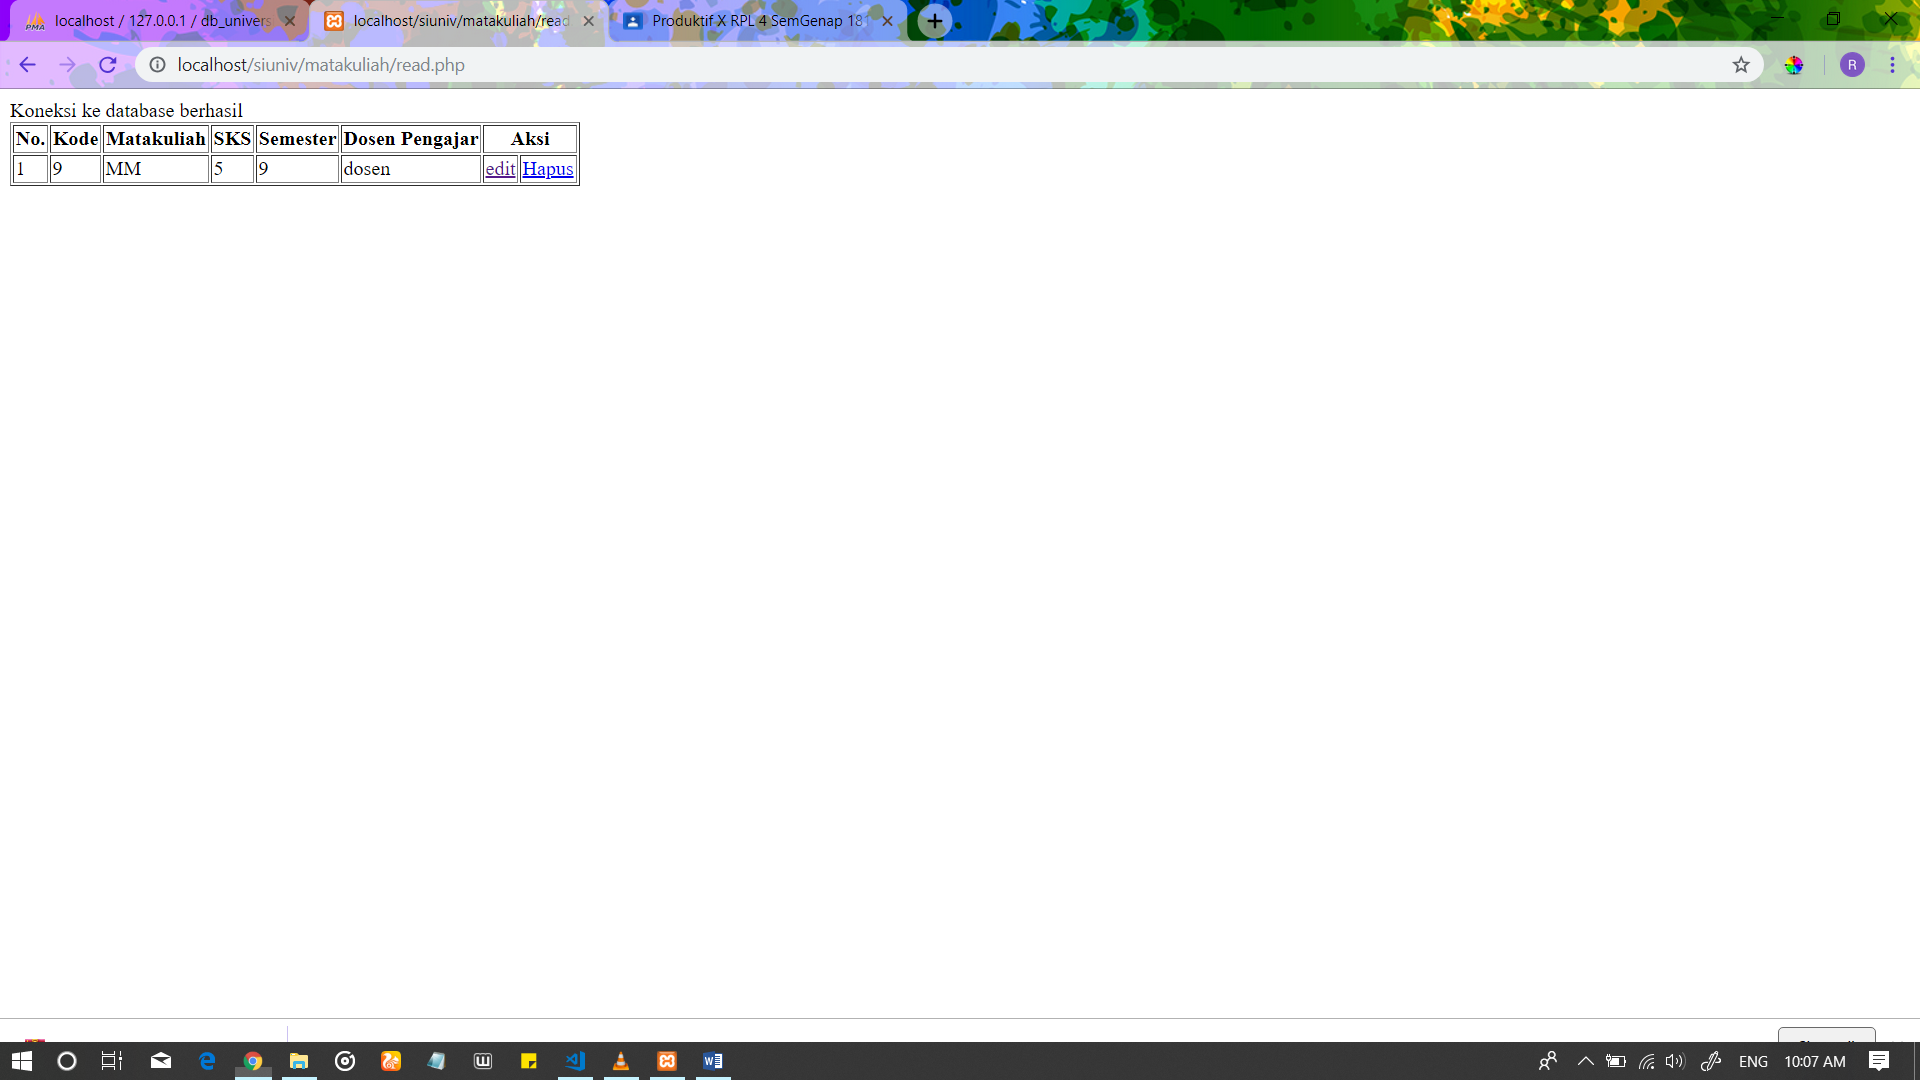 localhost / 127.0.0.1 / db_univers
localhost/siuniv/matakuliah/read
Produktif X RPL 4 SemGenap 181
localhost/siuniv/matakuliah/read.php
R
Koneksi ke database berhasil
No. Kode Matakuliah SKS Semester Dosen Pengajar Aksi
1 9 MM 5 9 dosen edit Hapus
ENG 10:07 AM